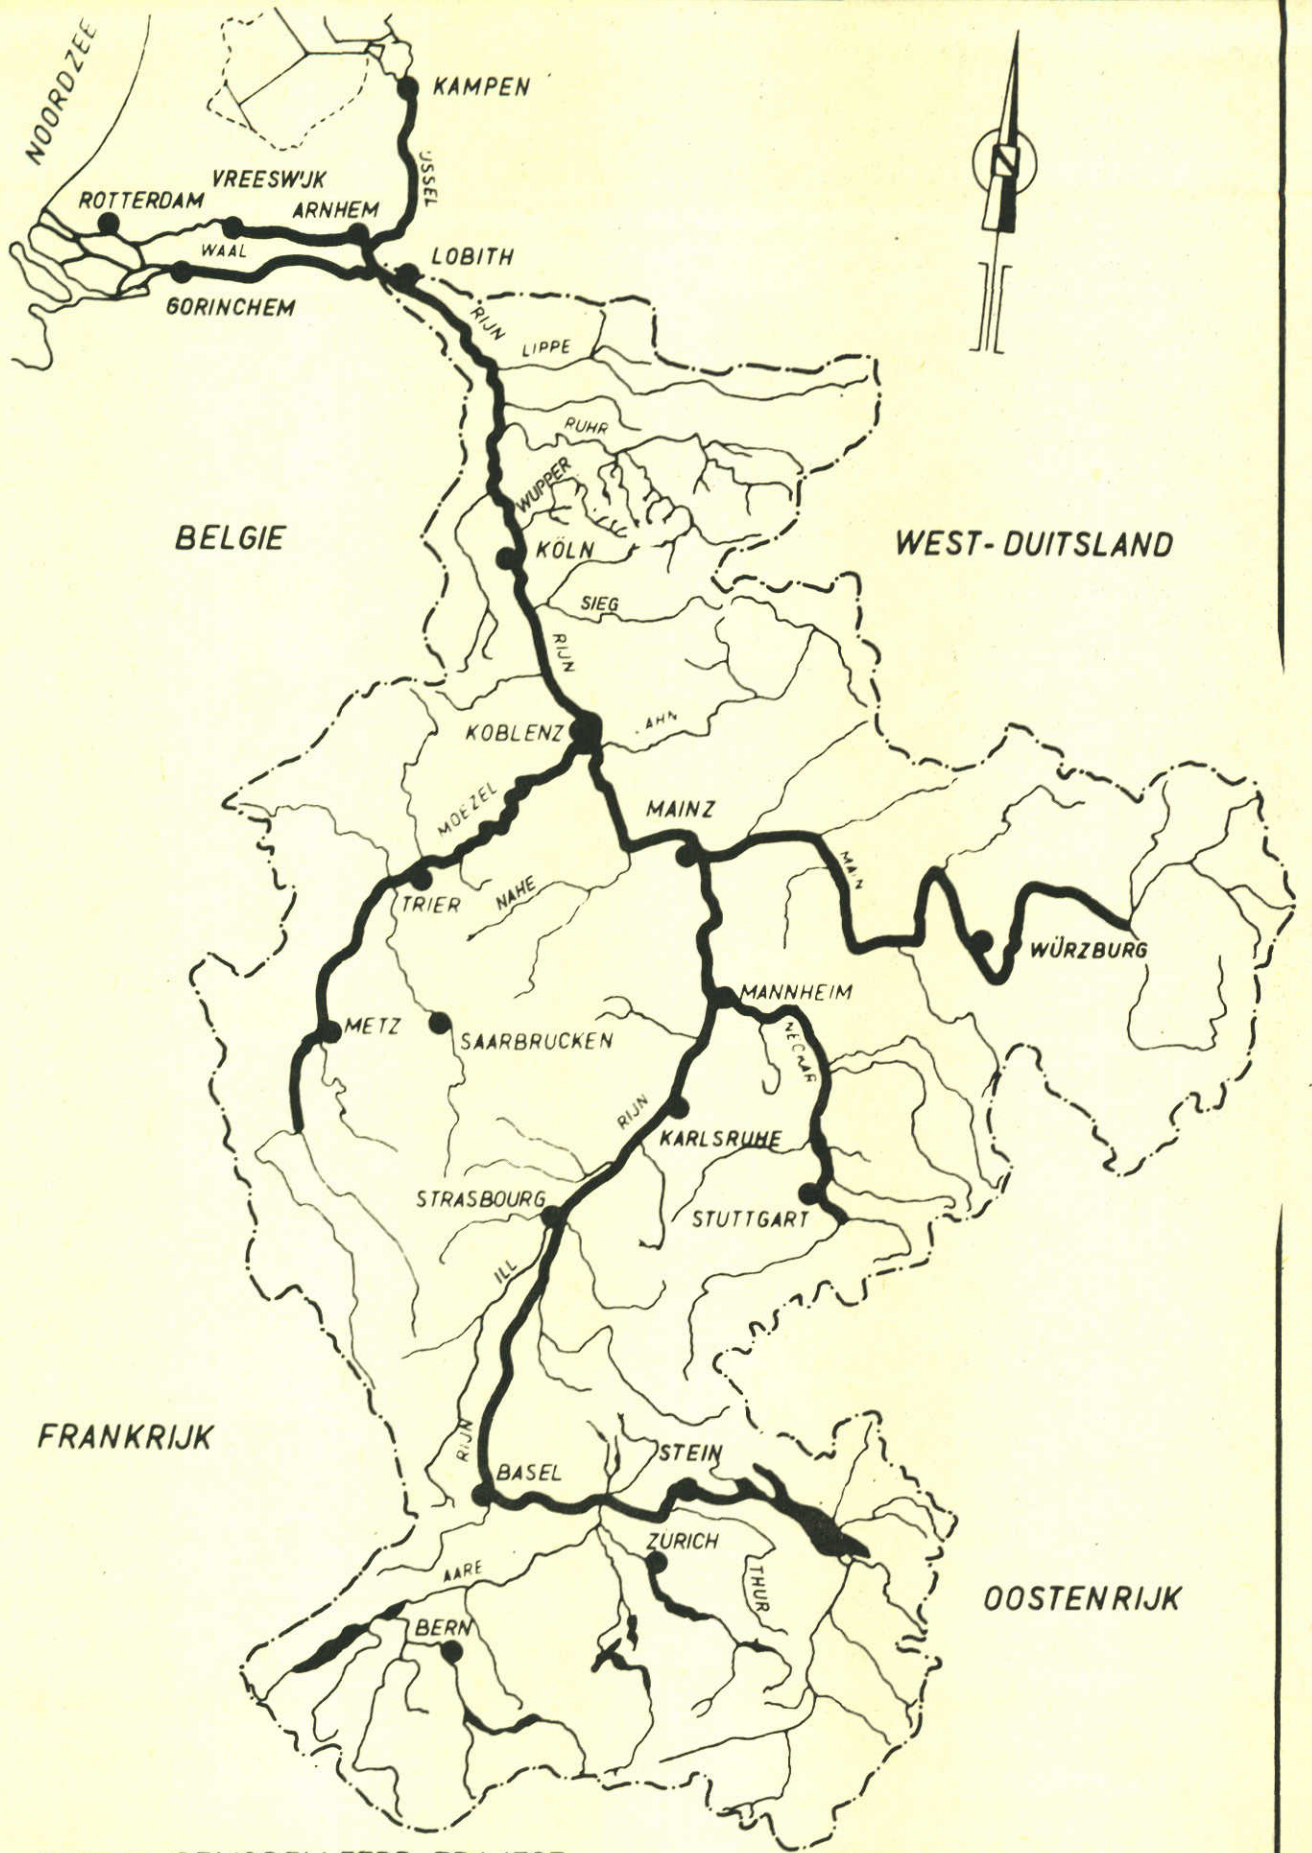 NOORDZEE
KAMPEN
IJSSEL
VREESWIJK
ROTTERDAM
ARNHEM
WAAL
LOBITH
GORINCHEM
RIJN
LIPPE
RUHR
WUPPER
BELGIE
KÖLN
WEST-DUITSLAND
SIEG
RIJN
KOBLENZ
MOEZEL
MAINZ
MAIN
TRIER
NAHE
WÜRZBURG
MANNHEIM
METZ
SAARBRUCKEN
NECKAR
RIJN
KARLSRUHE
STRASBOURG
STUTTGART
ILL
FRANKRIJK
RIJN
STEIN
BASEL
ZÜRICH
AARE
THUR
OOSTENRIJK
BERN